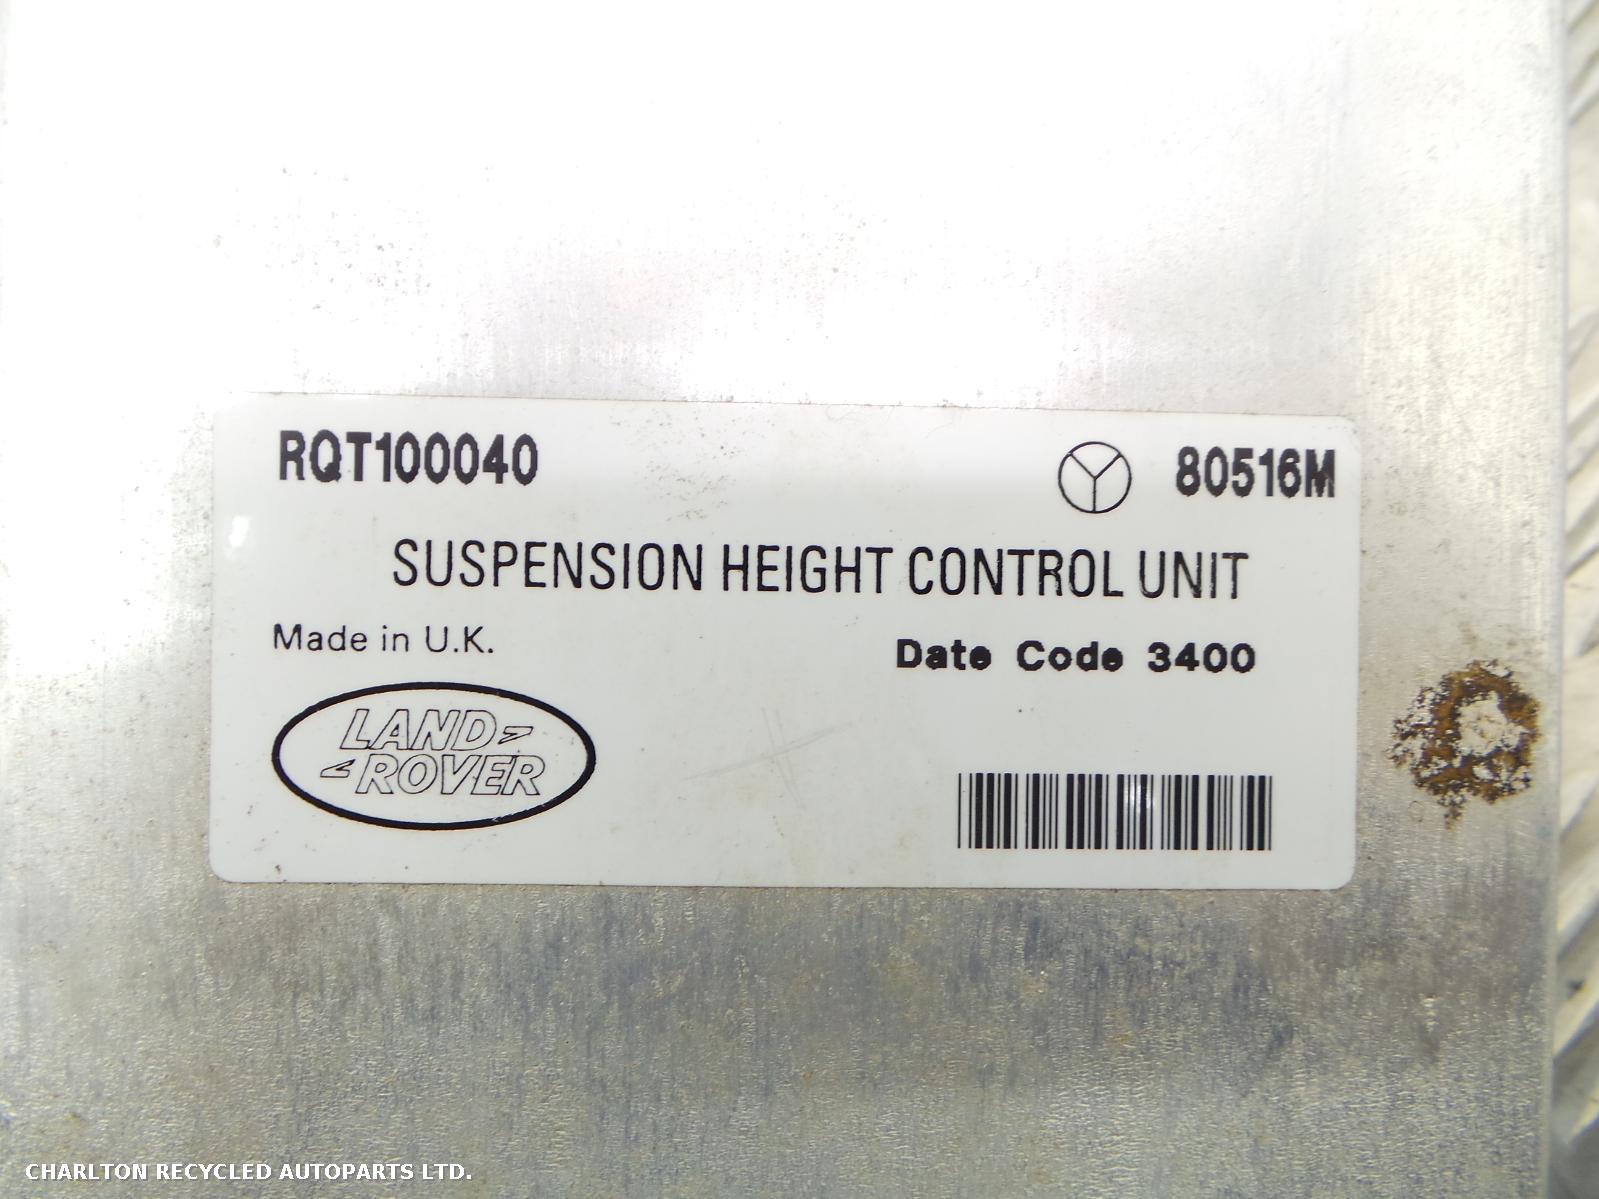 RQT100040
80516M
SUSPENSION HEIGHT CONTROL UNIT
Made in U.K.
Date Code 3400
LAND
ROVER
CHARLTON RECYCLED AUTOPARTS LTD.